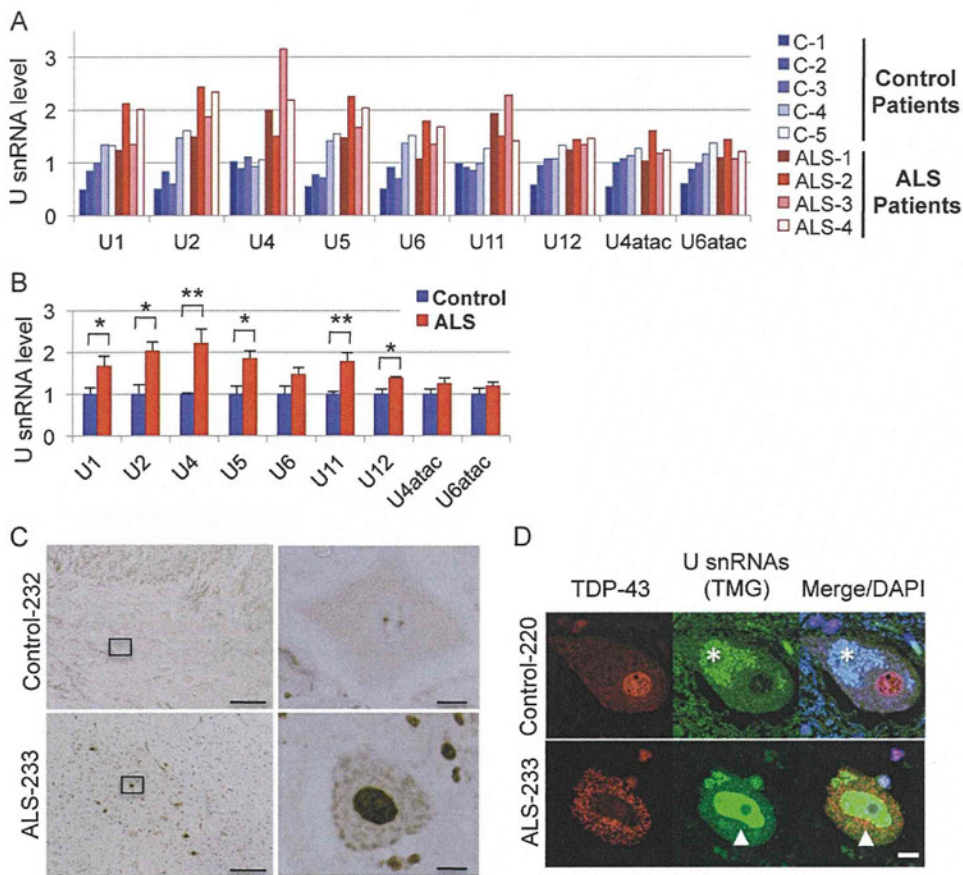 A
U snRNA level
3
2
1
0
U1 U2 U4 U5 U6 U11 U12 U4atac U6atac
C-1
C-2
C-3
C-4
C-5
Control
Patients
ALS-1
ALS-2
ALS-3
ALS-4
ALS
Patients
B
U snRNA level
3
2
1
0
* * ** * ** *
Control
ALS
U1 U2 U4 U5 U6 U11 U12 U4atac U6atac
C
Control-232
ALS-233
D
U snRNAs
TDP-43 (TMG) Merge/DAPI
Control-220
* *
ALS-233